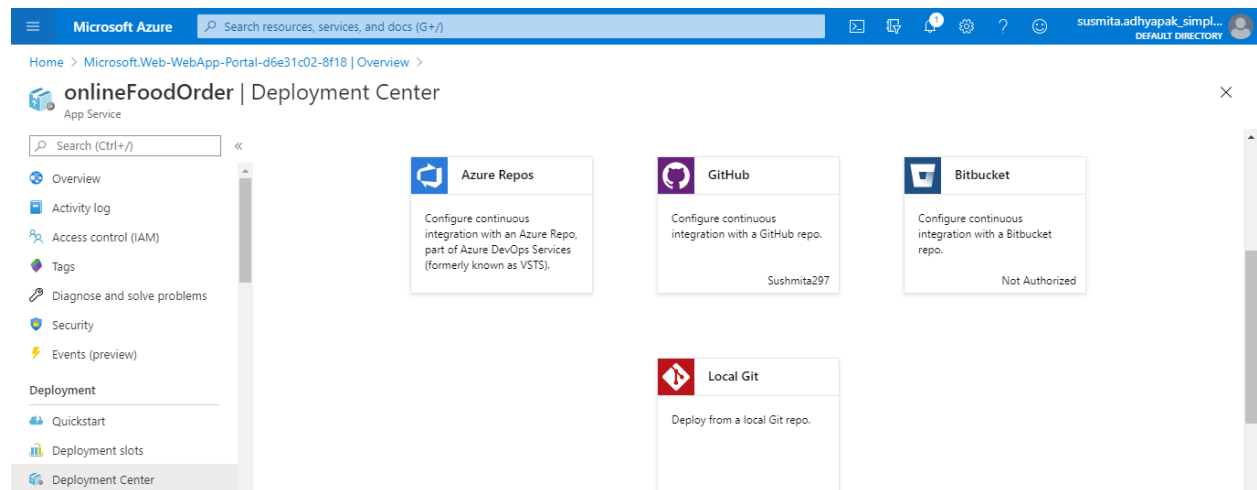 Microsoft Azure
Search resources, services, and docs (G+/)
1
susmita.adhyapak_simpl...
DEFAULT DIRECTORY
Home > Microsoft.Web-WebApp-Portal-d6e31c02-8f18 | Overview >
onlineFoodOrder | Deployment Center
App Service
Search (Ctrl+/)
Overview
Activity log
Access control (IAM)
Tags
Diagnose and solve problems
Security
Events (preview)
Deployment
Quickstart
Deployment slots
Deployment Center
Azure Repos
Configure continuous
integration with an Azure Repo,
part of Azure DevOps Services
(formerly known as VSTS).
GitHub
Configure continuous
integration with a GitHub repo.
Sushmita297
Bitbucket
Configure continuous
integration with a Bitbucket
repo.
Not Authorized
Local Git
Deploy from a local Git repo.